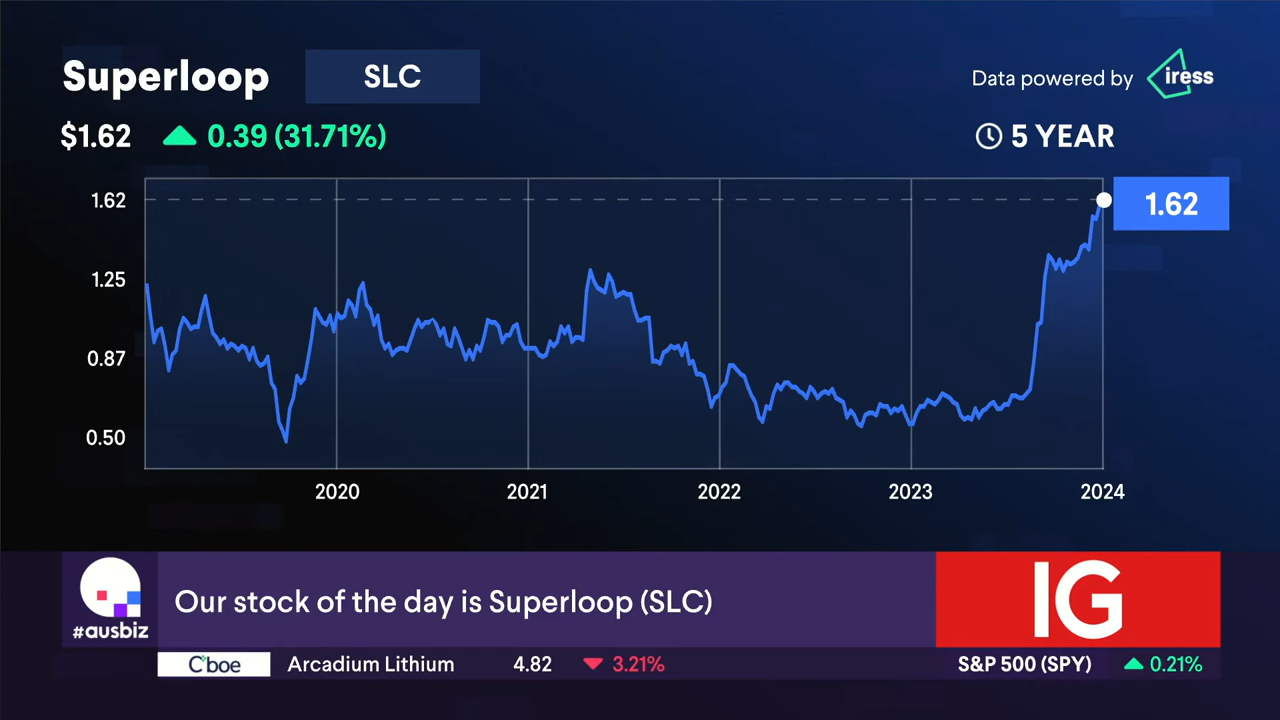 Superloop SLC
Data powered by iress
$1.62 ▲ 0.39 (31.71%)
5 YEAR
1.62
1.25
0.87
0.50
1.62
2020 2021 2022 2023 2024
#ausbiz
Our stock of the day is Superloop (SLC)
IG
Cboe Arcadium Lithium 4.82 ▼ 3.21% S&P 500 (SPY) ▲ 0.21%